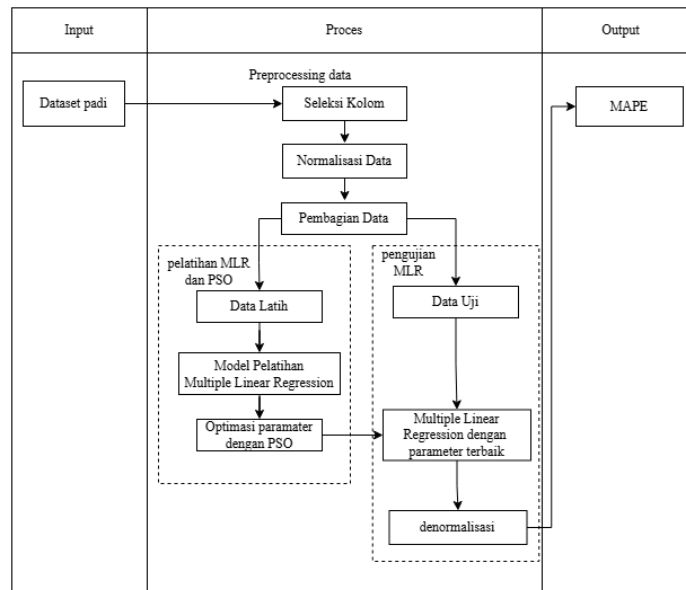 Input
Proces
Output
Preprocessing data
Dataset padi
Seleksi Kolom
MAPE
Normalisasi Data
Pembagian Data
pelatihan MLR
dan PSO
pengujian
MLR
Data Latih
Data Uji
Model Pelatihan
Multiple Linear Regression
Optimasi paramater
dengan PSO
Multiple Linear
Regression dengan
parameter terbaik
denormalisasi